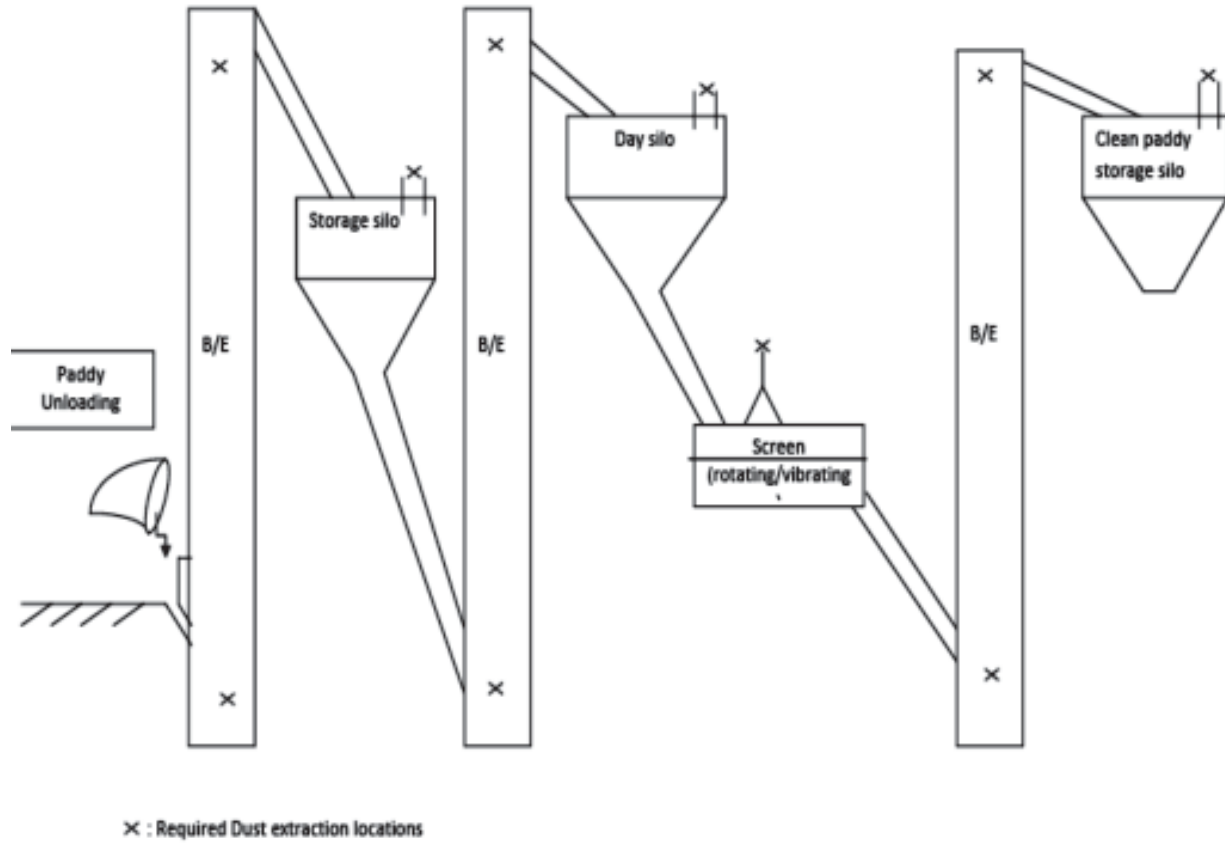 Paddy
Unloading
B/E
Storage silo
B/E
Day silo
Screen
(rotating/vibrating
B/E
Clean paddy
storage silo
× : Required Dust extraction locations